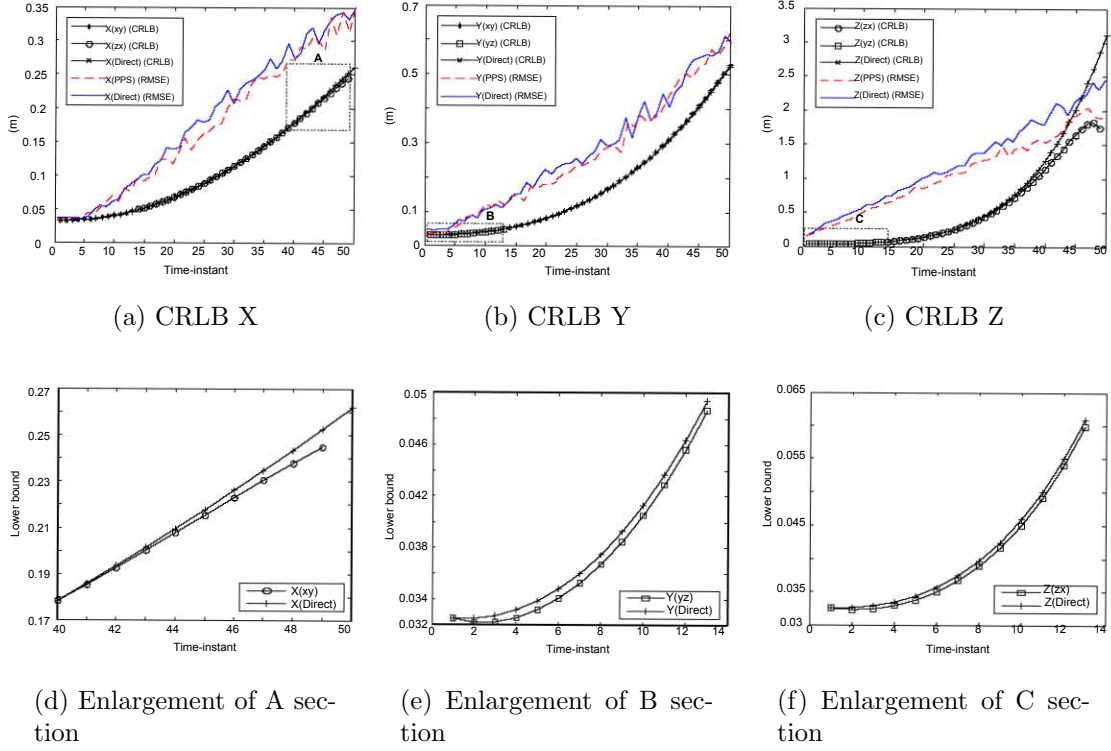 0.35
0.3
0.25
0.2
0.15
0.1
0.05
0
(m)
X(xy) (CRLB)
X(zx) (CRLB)
X(Direct) (CRLB)
X(PPS) (RMSE)
X(Direct) (RMSE)
A
0 5 10 15 20 25 30 35 40 45 50
Time-instant
(a) CRLB X
0.7
0.5
0.3
0.1
0
(m)
Y(xy) (CRLB)
Y(yz) (CRLB)
Y(Direct) (CRLB)
Y(PPS) (RMSE)
Y(Direct) (RMSE)
B
0 5 10 15 20 25 30 35 40 45 50
Time-instant
(b) CRLB Y
3.5
3
2.5
2
1.5
1
0.5
0
(m)
Z(zx) (CRLB)
Z(yz) (CRLB)
Z(Direct) (CRLB)
Z(PPS) (RMSE)
Z(Direct) (RMSE)
C
0 5 10 15 20 25 30 35 40 45 50
Time-instant
(c) CRLB Z
0.27
0.25
0.23
0.21
0.19
0.17
Lower bound
X(xy)
X(Direct)
40 42 44 46 48 50
Time-instant
(d) Enlargement of A sec-
tion
0.05
0.046
0.042
0.038
0.034
0.032
Lower bound
Y(yz)
Y(Direct)
0 2 4 6 8 10 12 14
Time-instant
(e) Enlargement of B sec-
tion
0.065
0.055
0.045
0.035
0.03
Lower bound
Z(zx)
Z(Direct)
0 2 4 6 8 10 12 14
Time-instant
(f) Enlargement of C sec-
tion